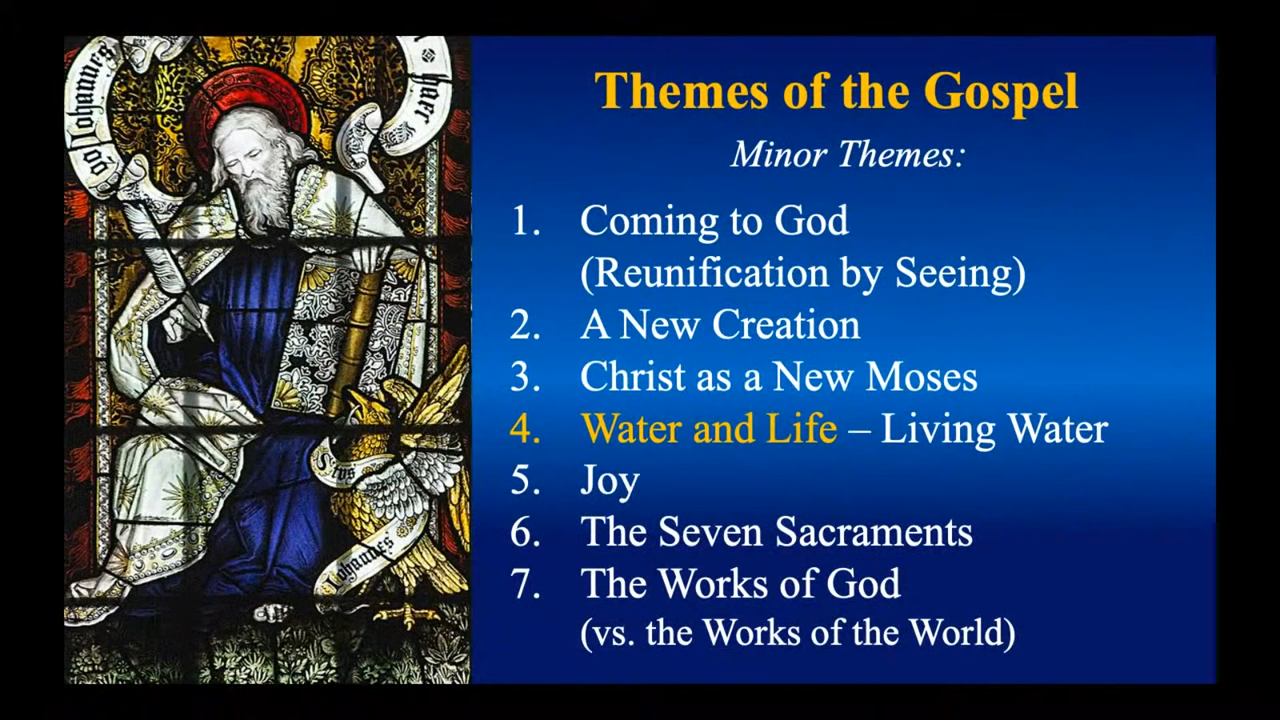 Johannes
Themes of the Gospel
Minor Themes:
1. Coming to God
(Reunification by Seeing)
2. A New Creation
3. Christ as a New Moses
4. Water and Life – Living Water
5. Joy
6. The Seven Sacraments
7. The Works of God
(vs. the Works of the World)
Johannes